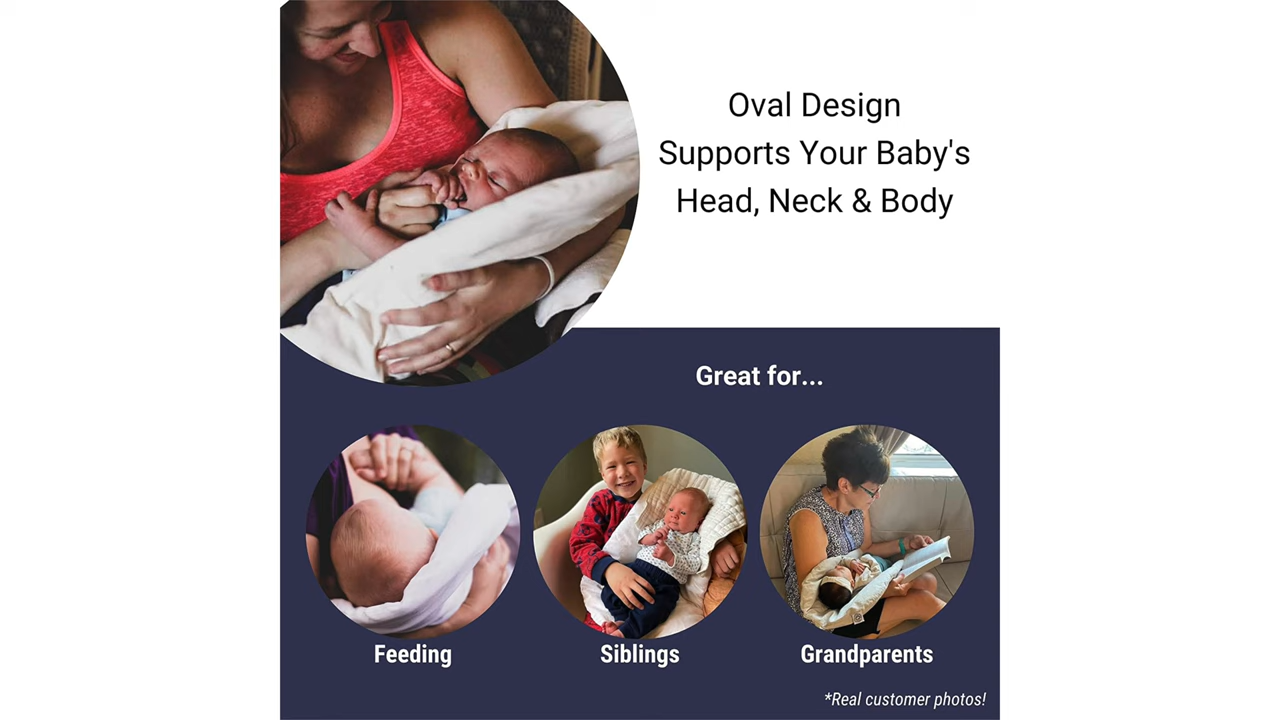 Oval Design
Supports Your Baby's
Head, Neck & Body
Great for...
Feeding
Siblings
Grandparents
*Real customer photos!